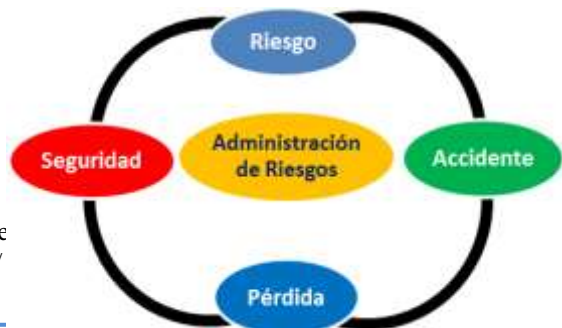 Riesgo
Seguridad
Administración
de Riesgos
Accidente
Pérdida